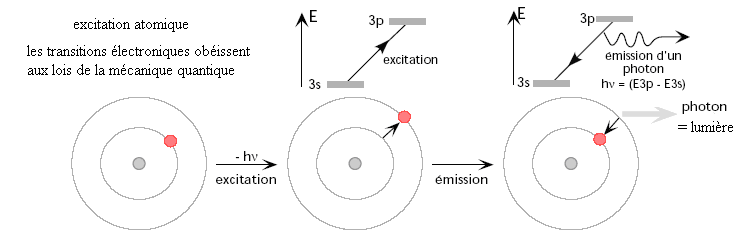 excitation atomique
les transitions électroniques obéissent
aux lois de la mécanique quantique
E
3p
excitation
3s
E
3p
émission d'un
photon
hν = (E3p - E3s)
3s
photon
= lumière
- hν
excitation
émission